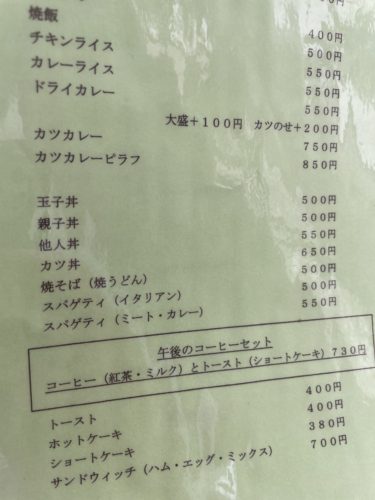 焼飯 400円
チキンライス 500円
カレーライス 550円
ドライカレー 550円
550円
大盛+100円 カツのせ+200円
カツカレー 750円
カツカレーピラフ 850円
玉子丼 500円
親子丼 500円
他人丼 550円
カツ丼 650円
焼そば（焼うどん） 500円
スパゲティ（イタリアン） 500円
スパゲティ（ミート・カレー） 550円
午後のコーヒーセット
コーヒー（紅茶・ミルク）とトースト（ショートケーキ）730円
トースト 400円
ホットケーキ 400円
ショートケーキ 380円
サンドウィッチ（ハム・エッグ・ミックス） 700円